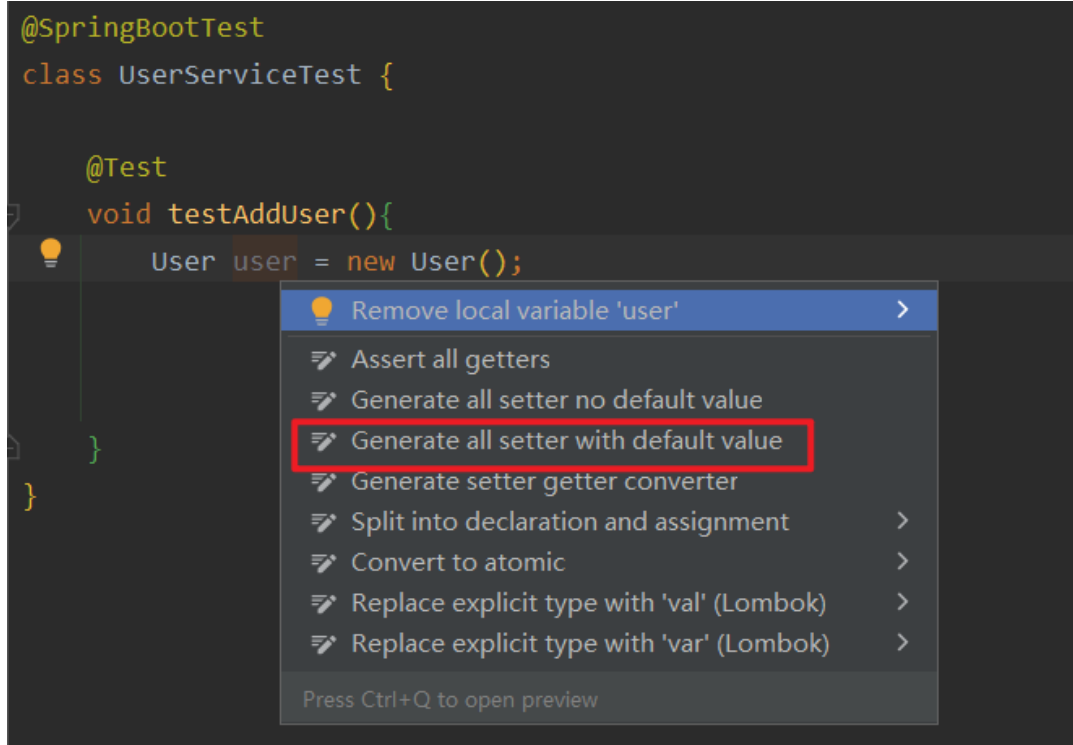 @SpringBootTest
class UserServiceTest {
@Test
void testAddUser(){
User user = new User();
Remove local variable 'user'
Assert all getters
Generate all setter no default value
Generate all setter with default value
Generate setter getter converter
Split into declaration and assignment
Convert to atomic
Replace explicit type with 'val' (Lombok)
Replace explicit type with 'var' (Lombok)
Press Ctrl+Q to open preview
}
}